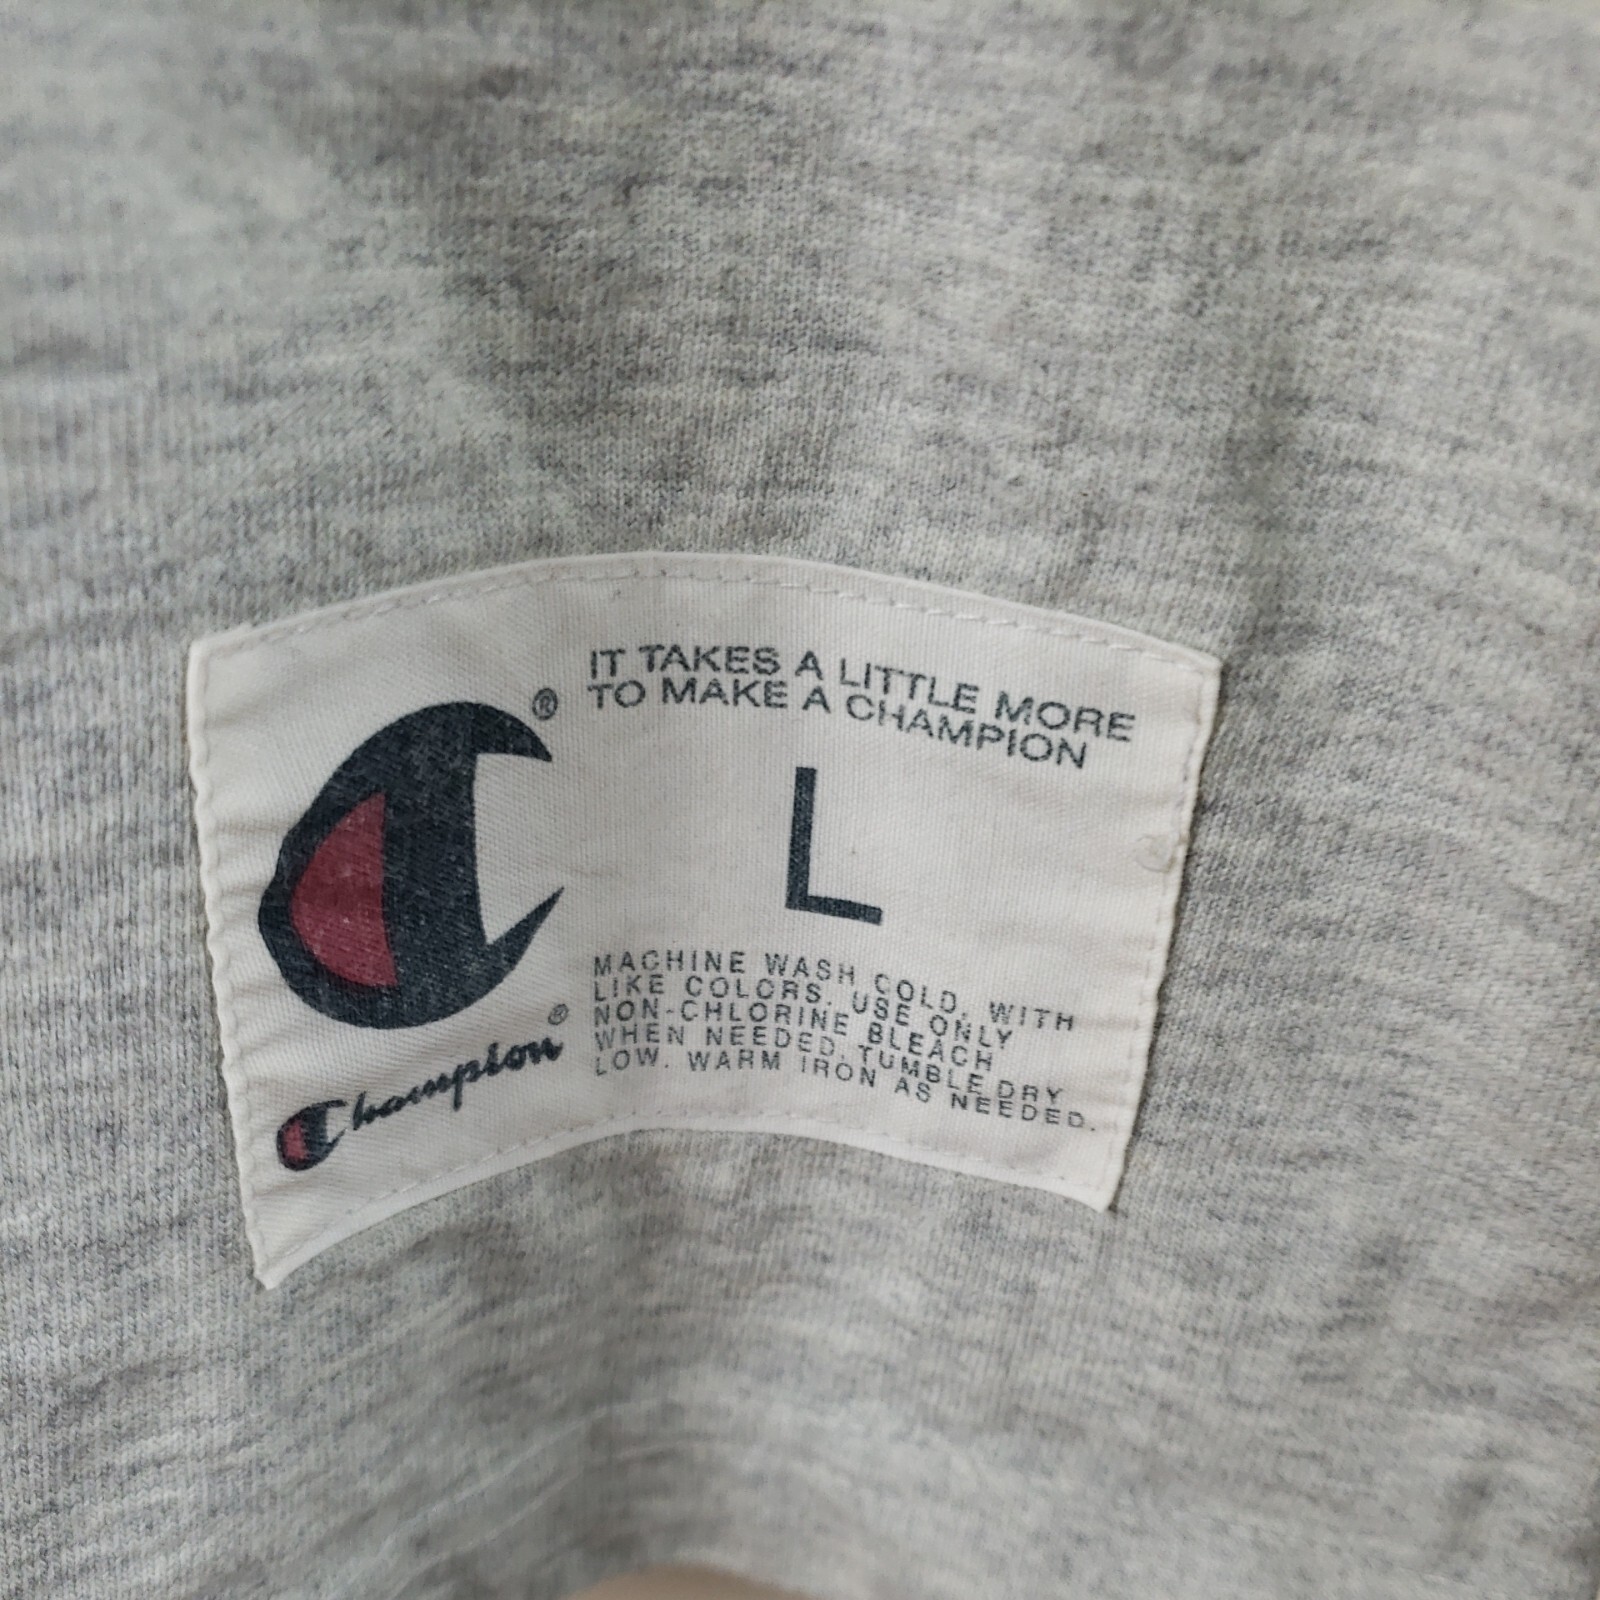 IT TAKES A LITTLE MORE
TO MAKE A CHAMPION
®
L
MACHINE WASH COLD, WITH
LIKE COLORS. USE ONLY
NON-CHLORINE BLEACH
WHEN NEEDED. TUMBLE DRY
LOW. WARM IRON AS NEEDED.
Champion®